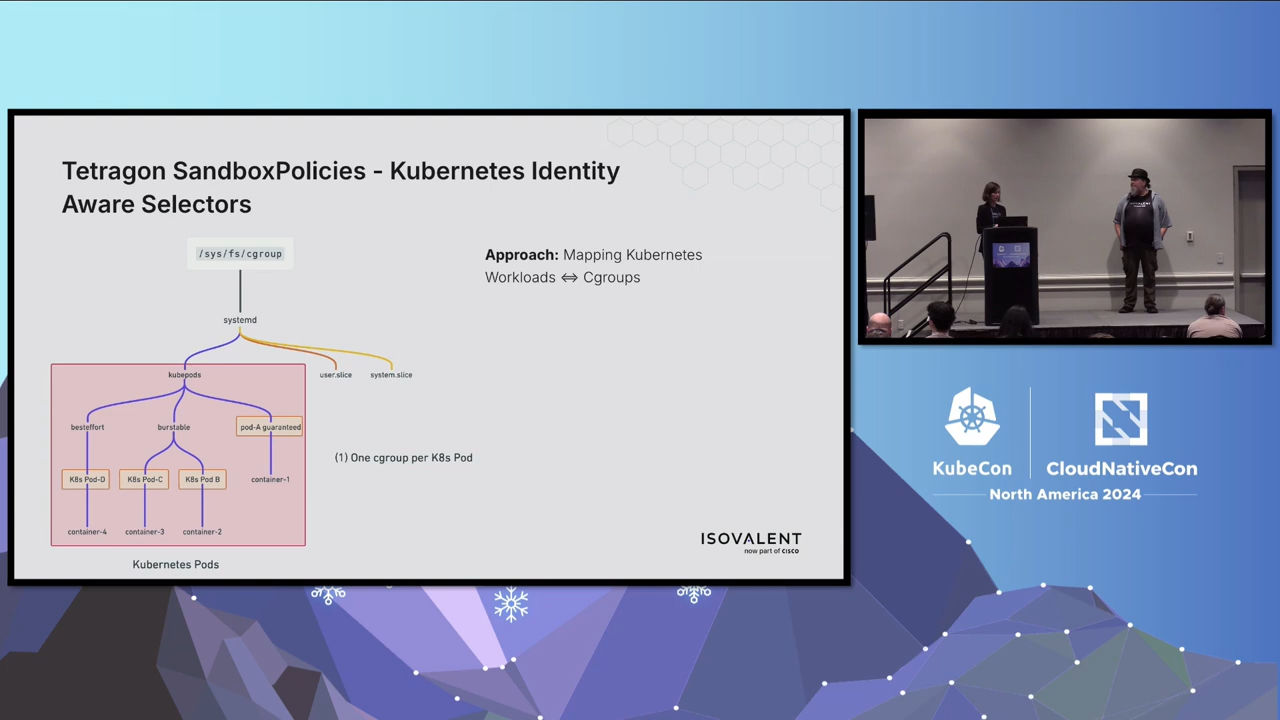 Tetragon SandboxPolicies - Kubernetes Identity
Aware Selectors
/sys/fs/cgroup
Approach: Mapping Kubernetes
Workloads ⇔ Cgroups
systemd
kubepods
user.slice
system.slice
besteffort
burstable
pod-A guaranteed
(1) One cgroup per K8s Pod
K8s Pod-D
K8s Pod-C
K8s Pod B
container-1
container-4
container-3
container-2
Kubernetes Pods
ISOVALENT
now part of CISCO
KubeCon
CloudNativeCon
North America 2024